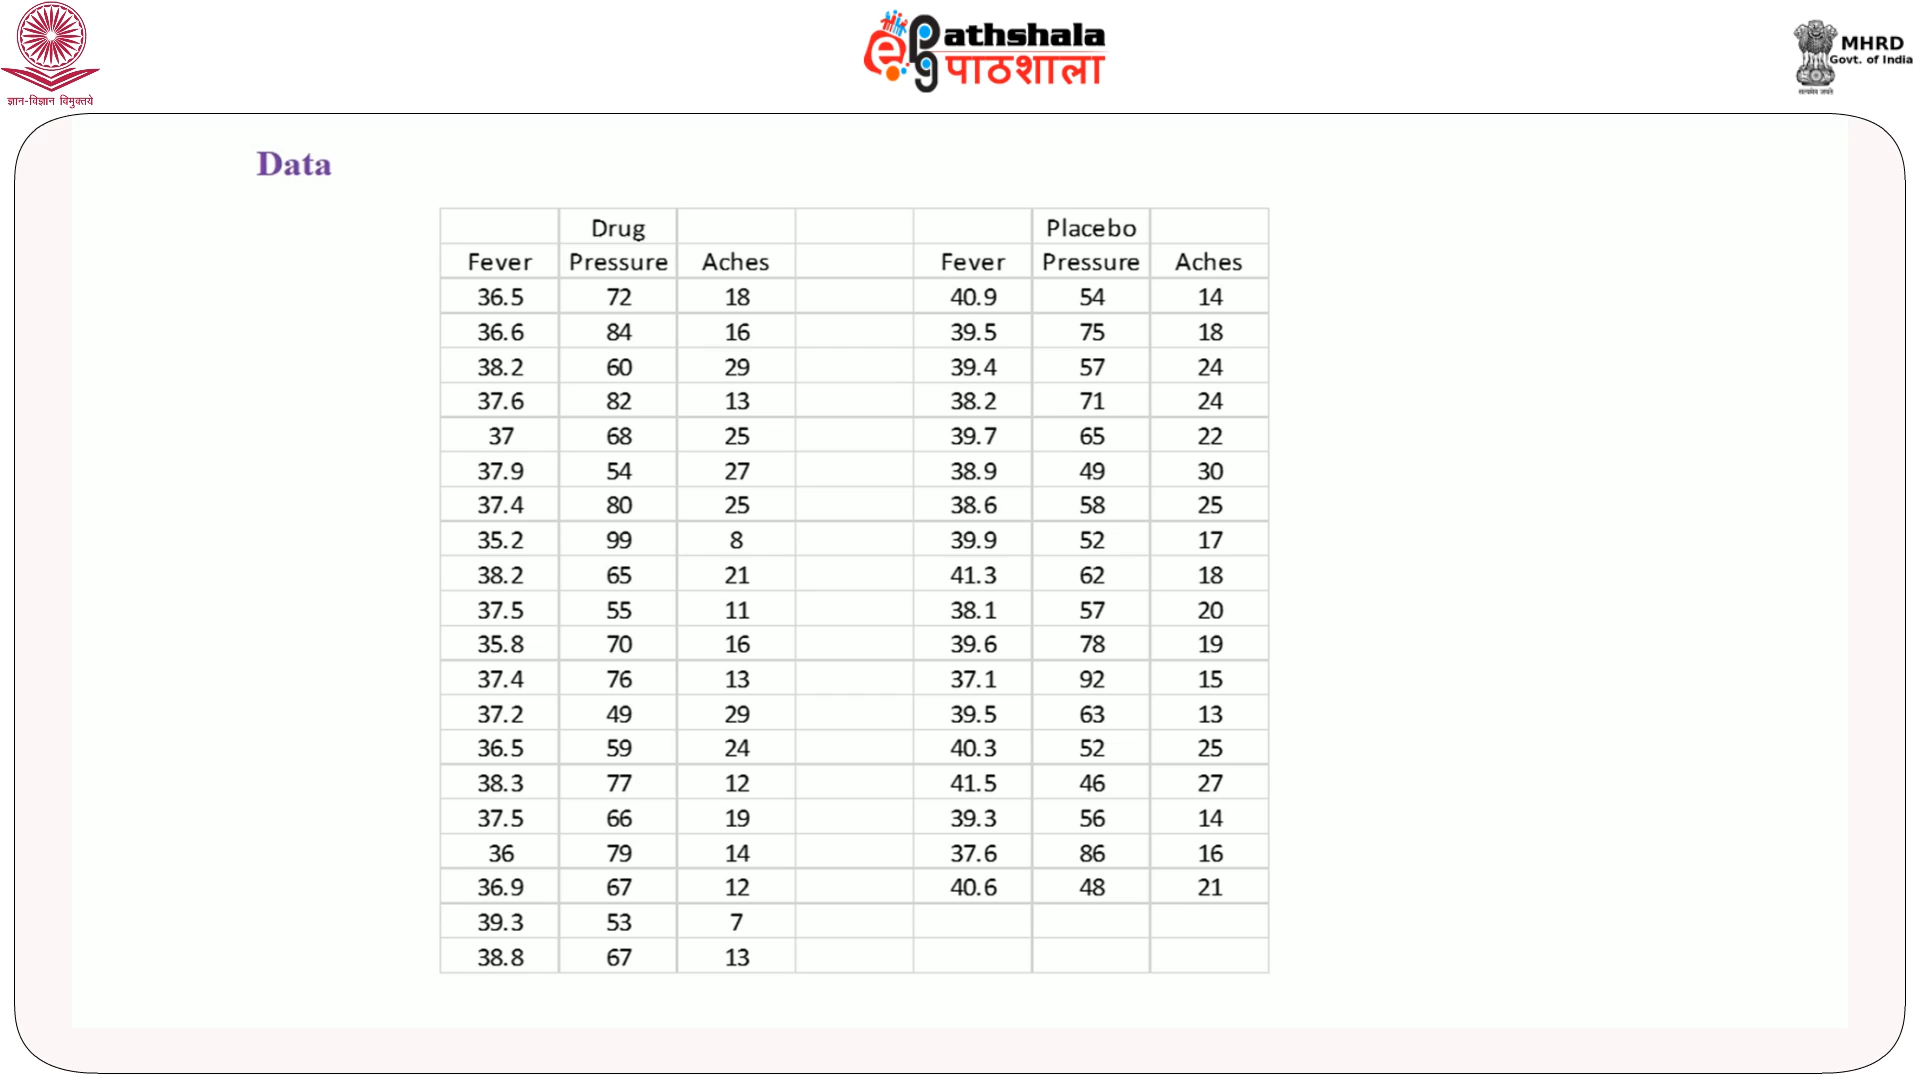 ज्ञान-विज्ञान विमुक्तये
ePG Pathshala
पाठशाला
MHRD
Govt. of India
सत्यमेव जयते
Data
Drug Placebo
Fever Pressure Aches Fever Pressure Aches
36.5 72 18 40.9 54 14
36.6 84 16 39.5 75 18
38.2 60 29 39.4 57 24
37.6 82 13 38.2 71 24
37 68 25 39.7 65 22
37.9 54 27 38.9 49 30
37.4 80 25 38.6 58 25
35.2 99 8 39.9 52 17
38.2 65 21 41.3 62 18
37.5 55 11 38.1 57 20
35.8 70 16 39.6 78 19
37.4 76 13 37.1 92 15
37.2 49 29 39.5 63 13
36.5 59 24 40.3 52 25
38.3 77 12 41.5 46 27
37.5 66 19 39.3 56 14
36 79 14 37.6 86 16
36.9 67 12 40.6 48 21
39.3 53 7
38.8 67 13